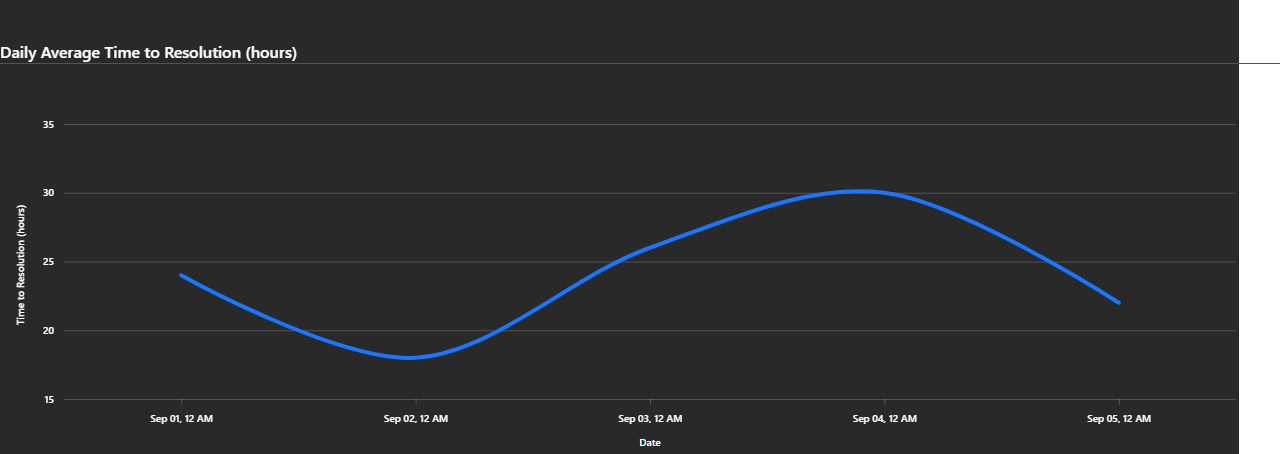 Daily Average Time to Resolution (hours)
35
30
25
20
15
Time to Resolution (hours)
Sep 01, 12 AM
Sep 02, 12 AM
Sep 03, 12 AM
Sep 04, 12 AM
Sep 05, 12 AM
Date